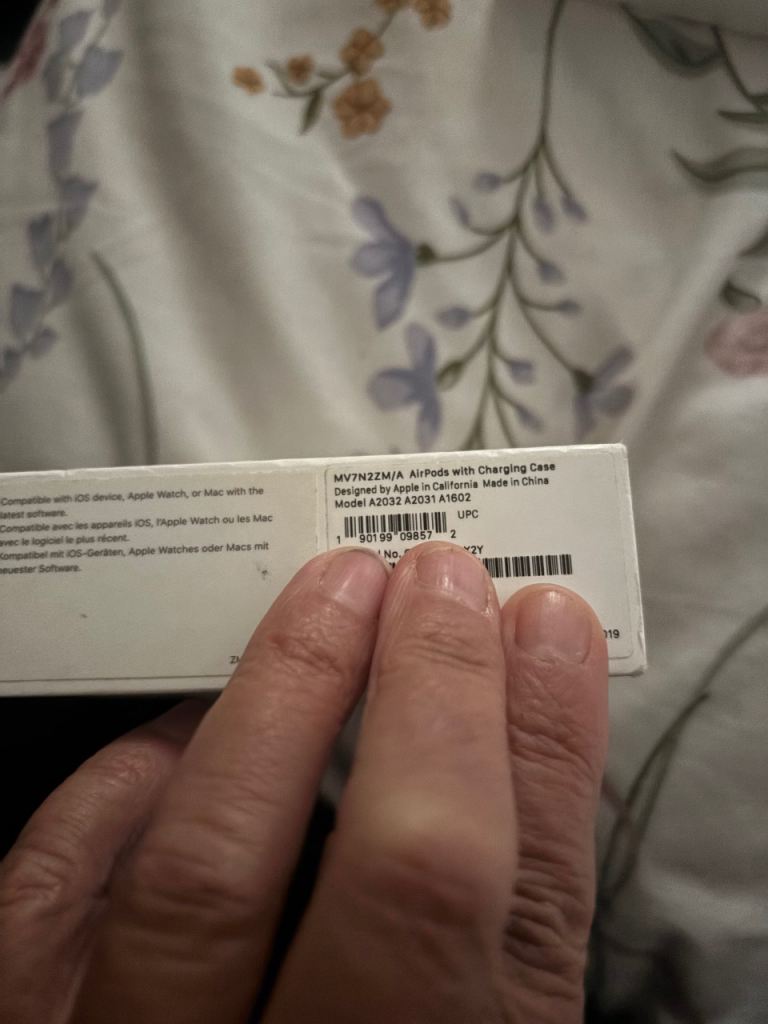 Compatible with iOS device, Apple Watch, or Mac with the
latest software.
Compatible avec les appareils iOS, l'Apple Watch ou les Mac
avec le logiciel le plus récent.
Kompatibel mit iOS-Geräten, Apple Watches oder Macs mit
neuester Software.
MV7N2ZM/A AirPods with Charging Case
Designed by Apple in California Made in China
Model A2032 A2031 A1602
UPC
1 90199 09857 2
No.
X2Y
019